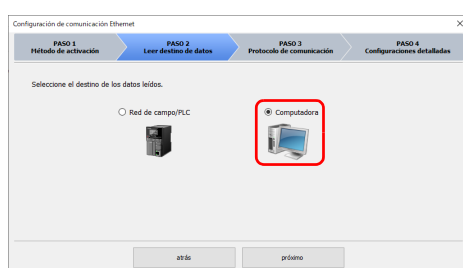 Configuración de comunicación Ethernet
PASO 1
Método de activación
PASO 2
Leer destino de datos
PASO 3
Protocolo de comunicación
PASO 4
Configuraciones detalladas
Seleccione el destino de los datos leídos.
Red de campo/PLC
Computadora
atrás
próximo